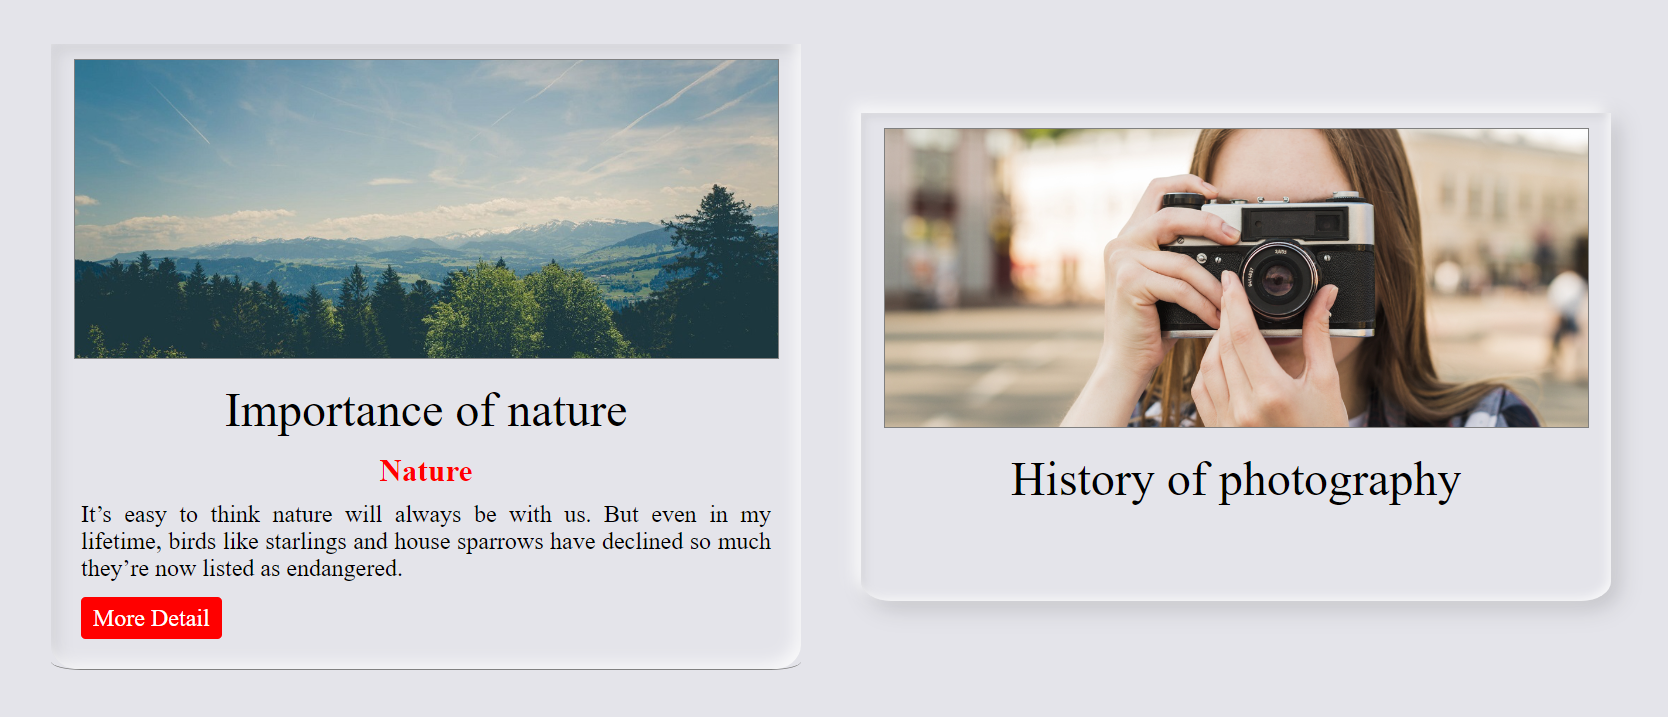 Importance of nature
Nature
It’s easy to think nature will always be with us. But even in my
lifetime, birds like starlings and house sparrows have declined so much
they’re now listed as endangered.
More Detail
History of photography